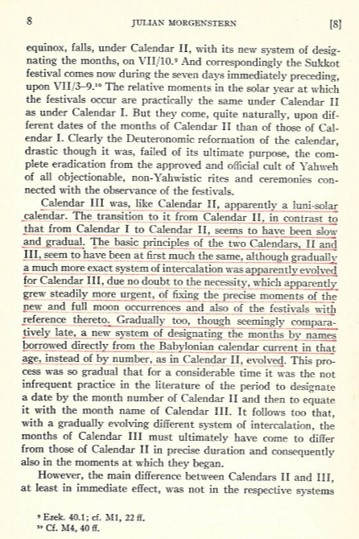 8 JULIAN MORGENSTERN [8]
equinox, falls, under Calendar II, with its new system of desig-
nating the months, on VII/10.⁹ And correspondingly the Sukkot
festival comes now during the seven days immediately preceding,
upon VII/3–9.¹⁰ The relative moments in the solar year at which
the festivals occur are practically the same under Calendar II
as under Calendar I. But they come, quite naturally, upon dif-
ferent dates of the months of Calendar II than of those of Cal-
endar I. Clearly the Deuteronomic reformation of the calendar,
drastic though it was, failed of its ultimate purpose, the com-
plete eradication from the approved and official cult of Yahweh
of all objectionable, non-Yahwistic rites and ceremonies con-
nected with the observance of the festivals.
Calendar III was, like Calendar II, apparently a luni-solar
calendar. The transition to it from Calendar II, in contrast to
that from Calendar I to Calendar II, seems to have been slow
and gradual. The basic principles of the two Calendars, II and
III, seem to have been at first much the same, although gradually
a much more exact system of intercalation was apparently evolved
for Calendar III, due no doubt to the necessity, which apparently
grew steadily more urgent, of fixing the precise moments of the
new and full moon occurrences and also of the festivals with
reference thereto. Gradually too, though seemingly compara-
tively late, a new system of designating the months by names
borrowed directly from the Babylonian calendar current in that
age, instead of by number, as in Calendar II, evolved. This pro-
cess was so gradual that for a considerable time it was the not
infrequent practice in the literature of the period to designate
a date by the month number of Calendar II and then to equate
it with the month name of Calendar III. It follows too that,
with a gradually evolving different system of intercalation, the
months of Calendar III must ultimately have come to differ
from those of Calendar II in precise duration and consequently
also in the moments at which they began.
However, the main difference between Calendars II and III,
at least in immediate effect, was not in the respective systems
⁹ Ezek. 40.1; cf. M1, 22 ff.
¹⁰ Cf. M4, 40 ff.